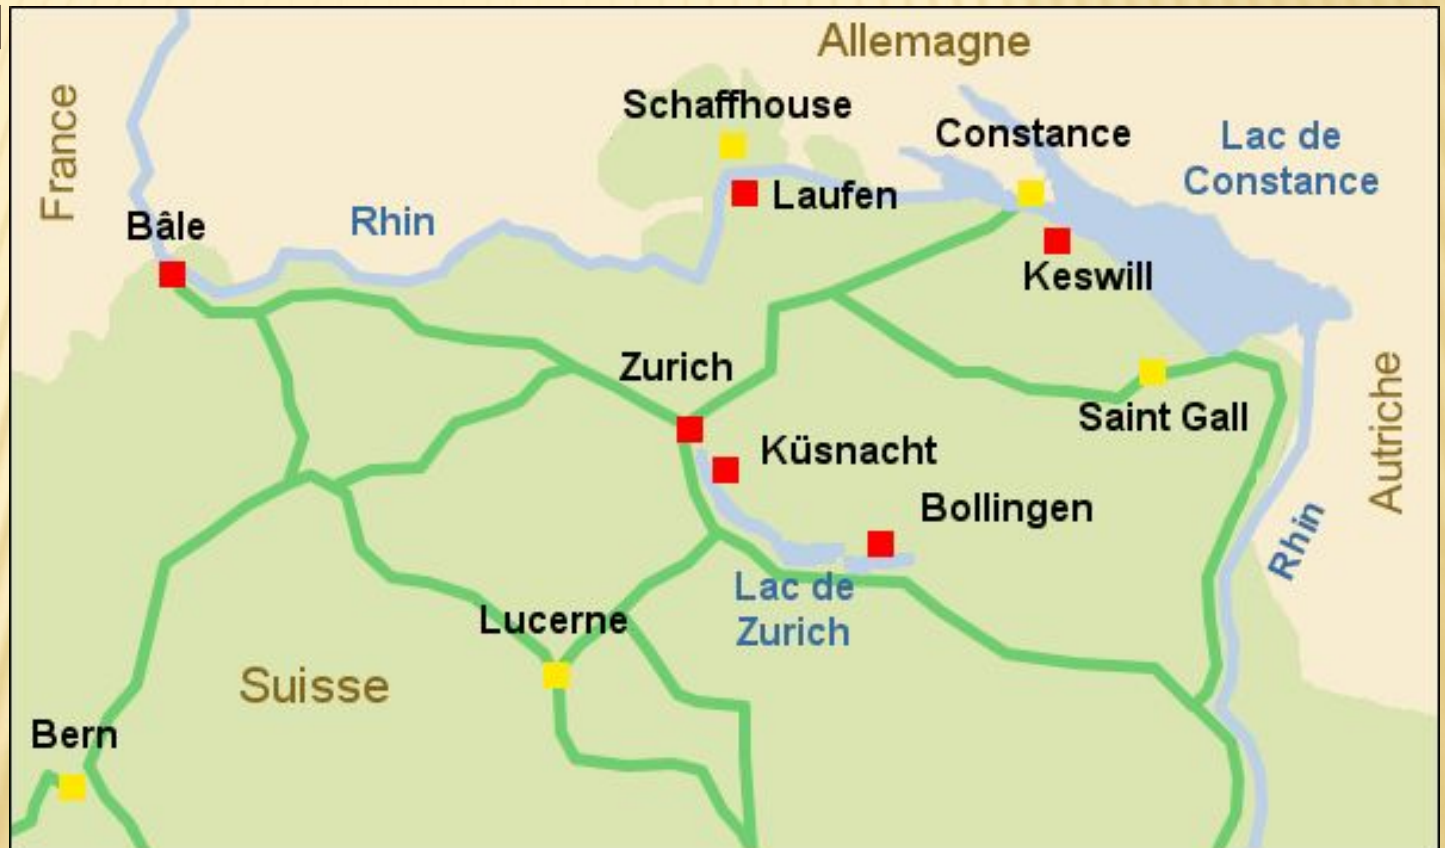 Allemagne
France
Schaffhouse
Constance
Lac de
Constance
Laufen
Bâle
Rhin
Keswill
Zurich
Saint Gall
Autriche
Küsnacht
Bollingen
Rhin
Lac de
Zurich
Lucerne
Suisse
Bern